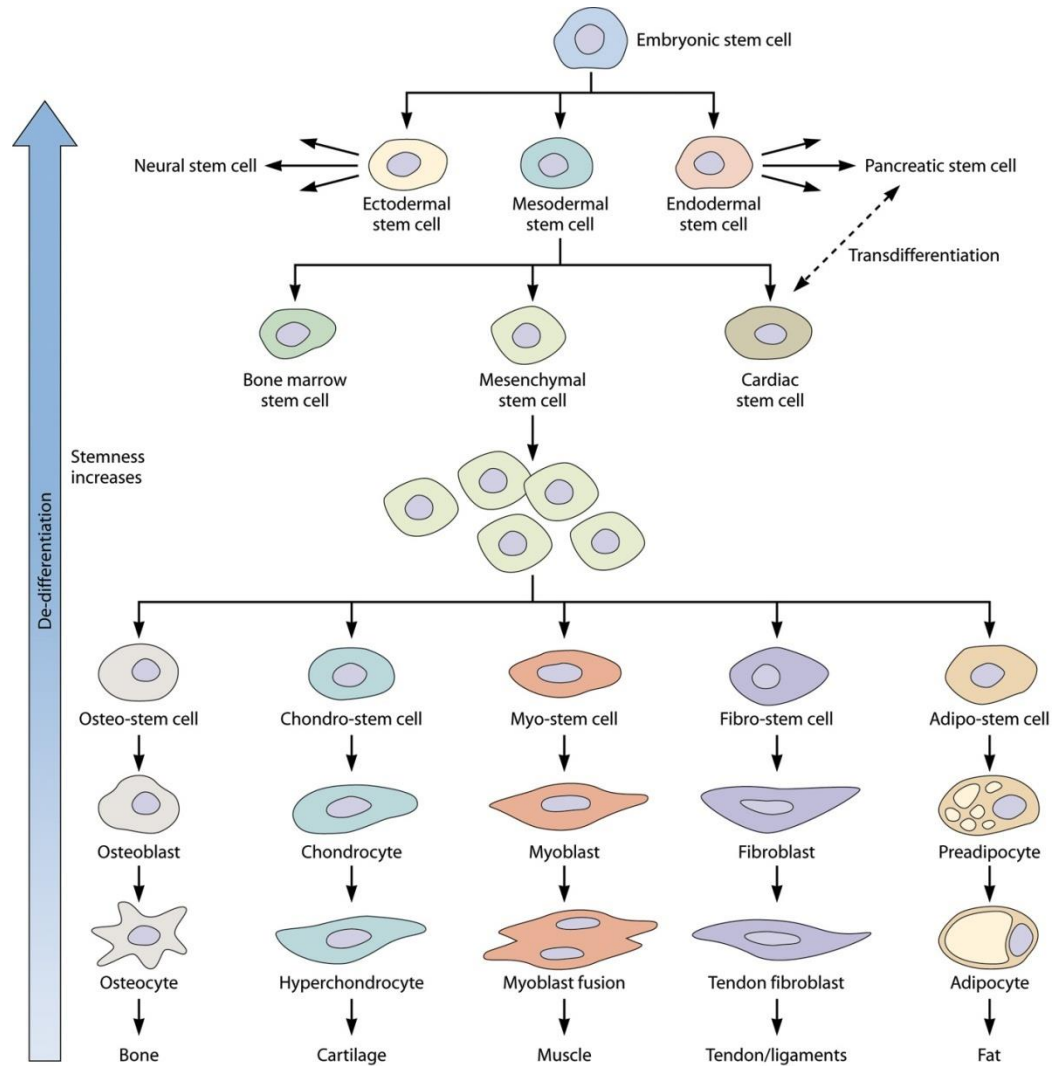 Embryonic stem cell
Neural stem cell
Pancreatic stem cell
Ectodermal
stem cell
Mesodermal
stem cell
Endodermal
stem cell
Transdifferentiation
Bone marrow
stem cell
Mesenchymal
stem cell
Cardiac
stem cell
Stemness
increases
De-differentiation
Osteo-stem cell
Chondro-stem cell
Myo-stem cell
Fibro-stem cell
Adipo-stem cell
Osteoblast
Chondrocyte
Myoblast
Fibroblast
Preadipocyte
Osteocyte
Hyperchondrocyte
Myoblast fusion
Tendon fibroblast
Adipocyte
Bone
Cartilage
Muscle
Tendon/ligaments
Fat